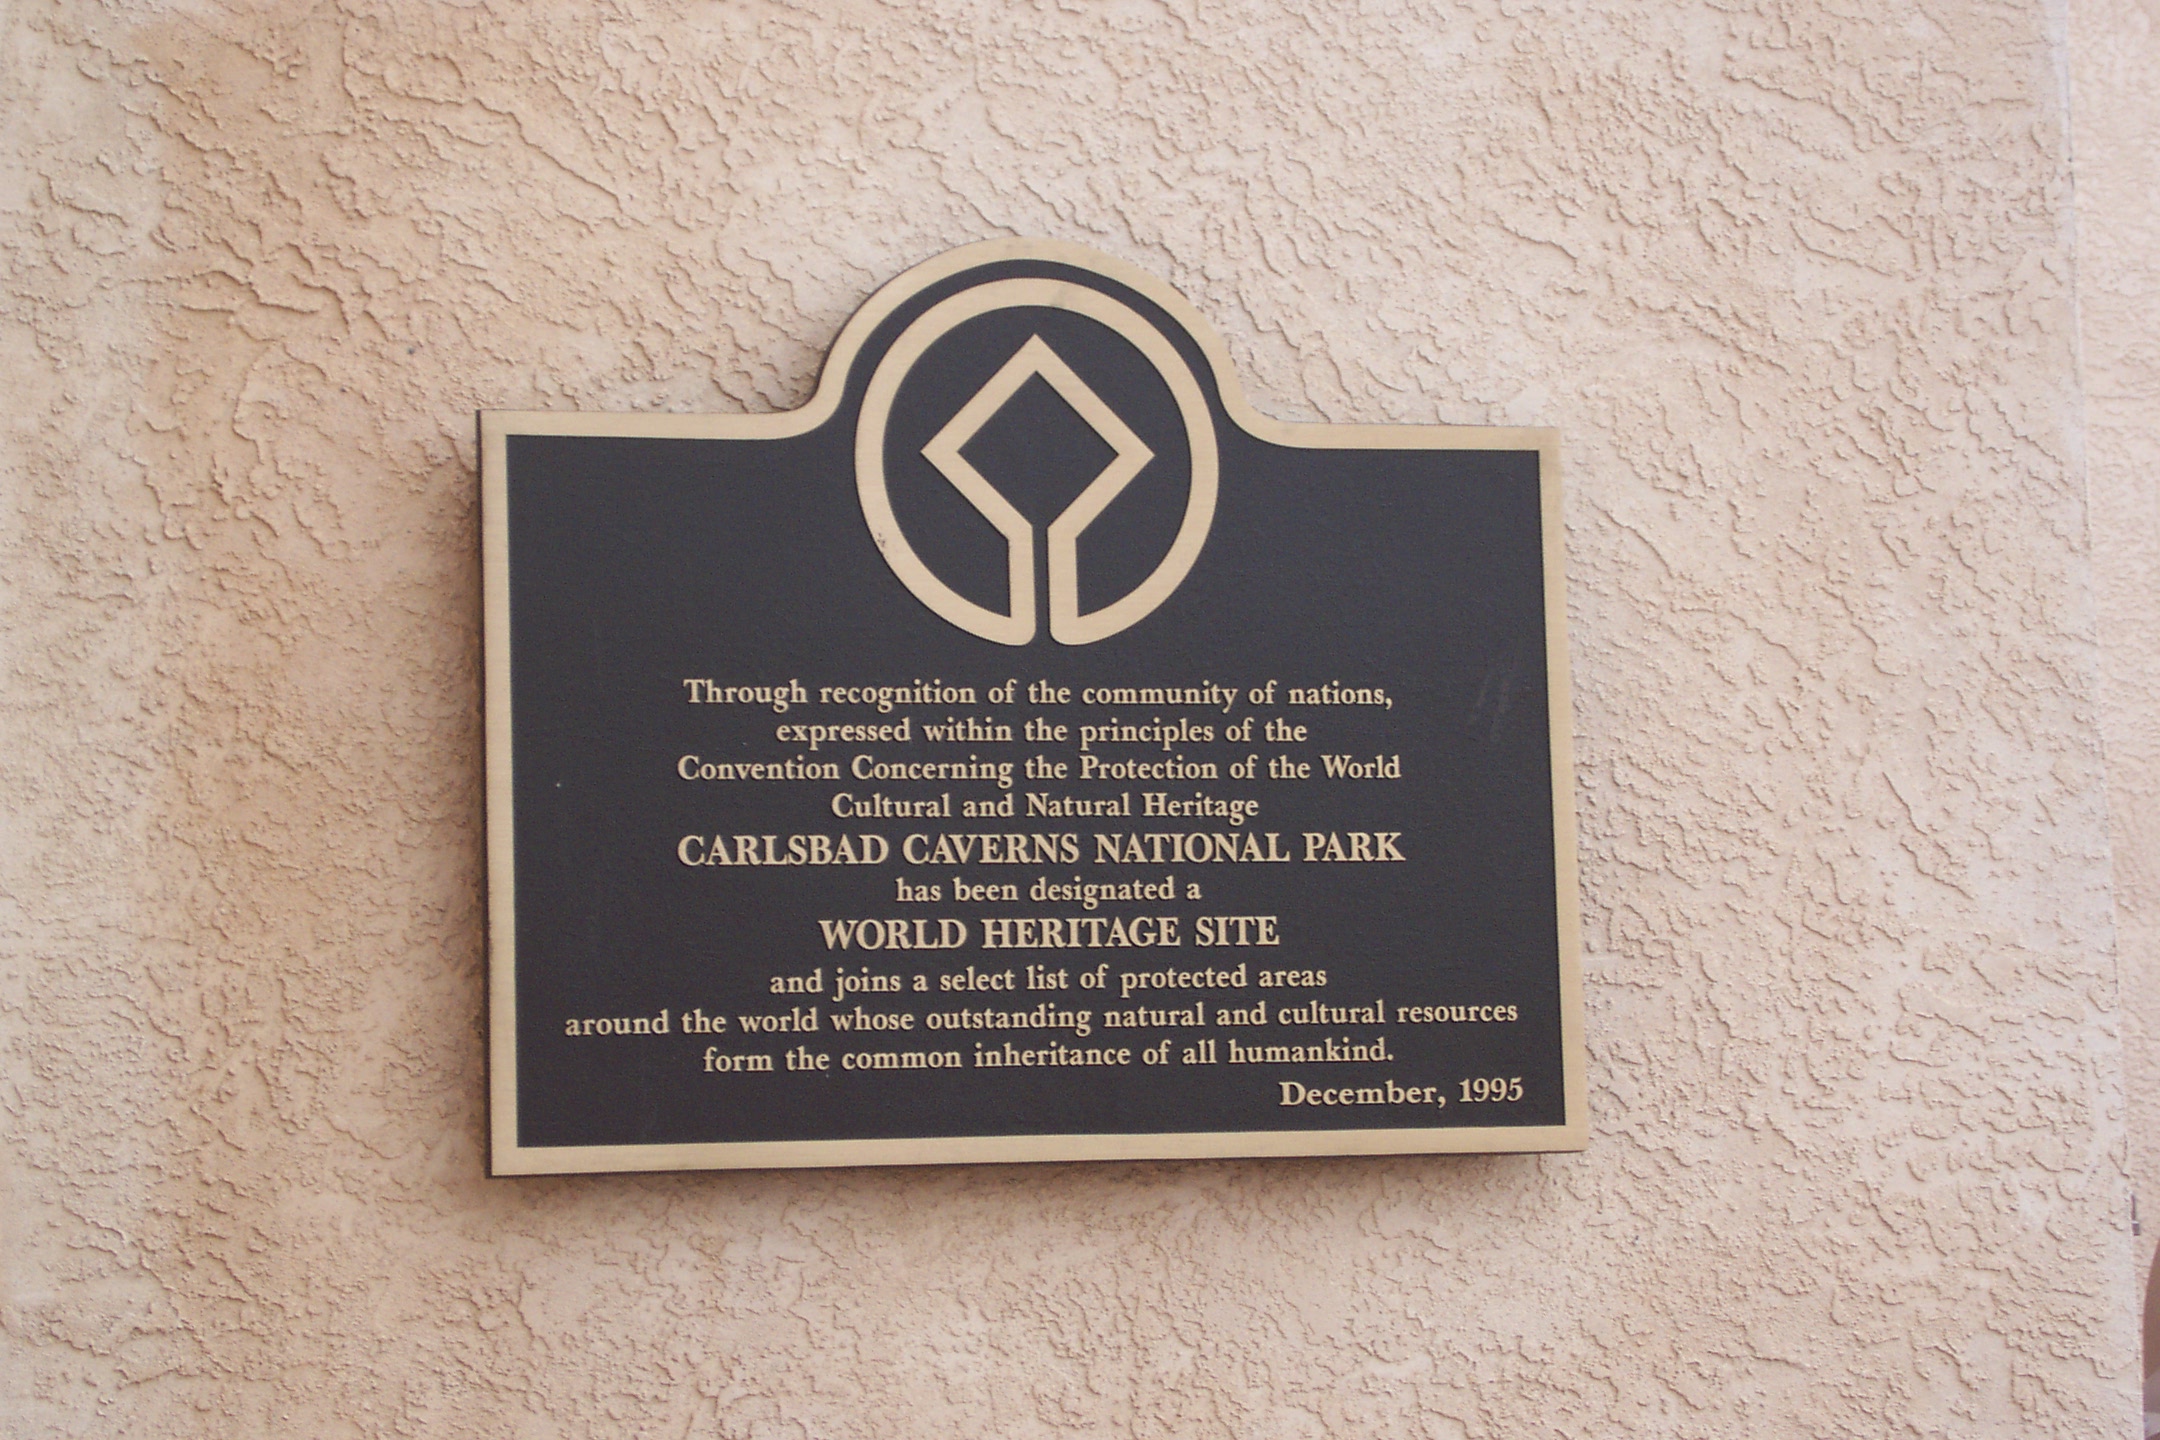 Through recognition of the community of nations,
expressed within the principles of the
Convention Concerning the Protection of the World
Cultural and Natural Heritage
CARLSBAD CAVERNS NATIONAL PARK
has been designated a
WORLD HERITAGE SITE
and joins a select list of protected areas
around the world whose outstanding natural and cultural resources
form the common inheritance of all humankind.
December, 1995